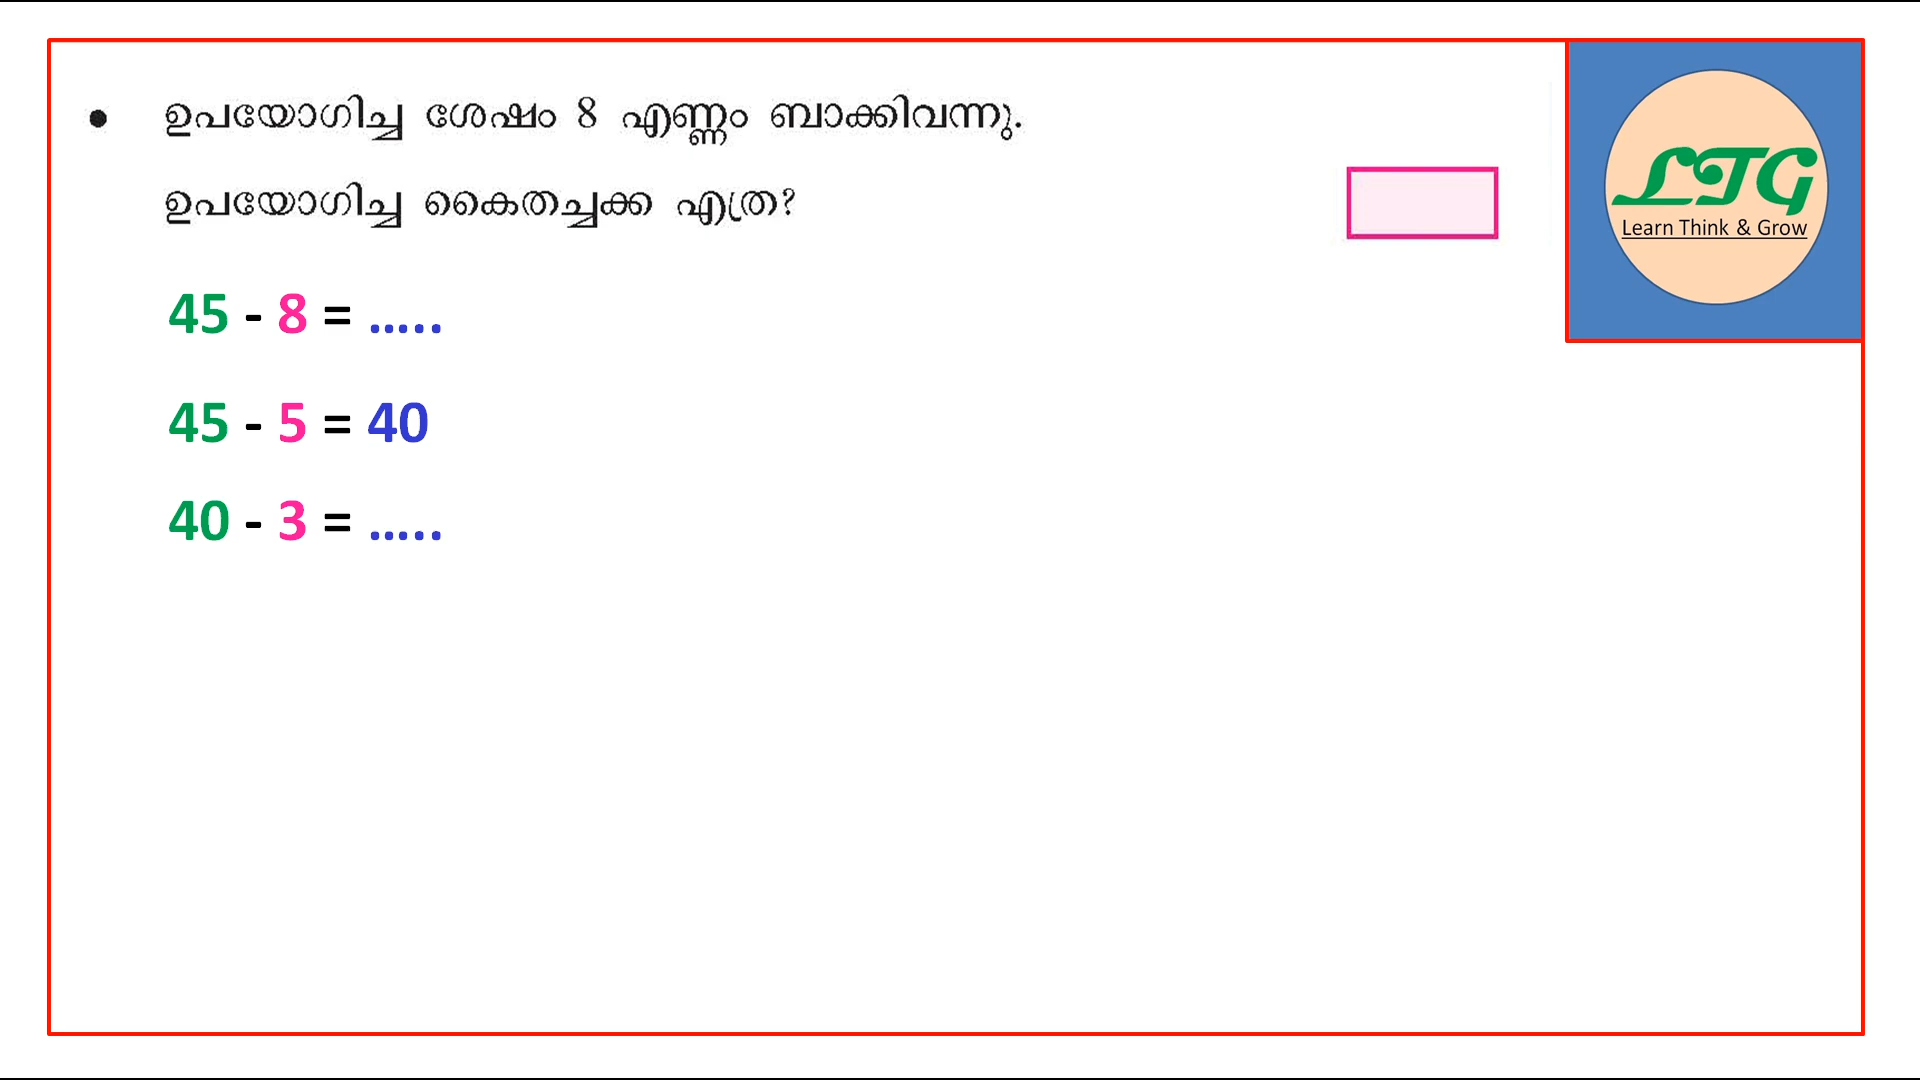 • ഉപയോഗിച്ച ശേഷം 8 എണ്ണം ബാക്കിവന്നു.
ഉപയോഗിച്ച കൈതച്ചക്ക എത്ര?
LTG
Learn Think & Grow
45 - 8 = .....
45 - 5 = 40
40 - 3 = .....